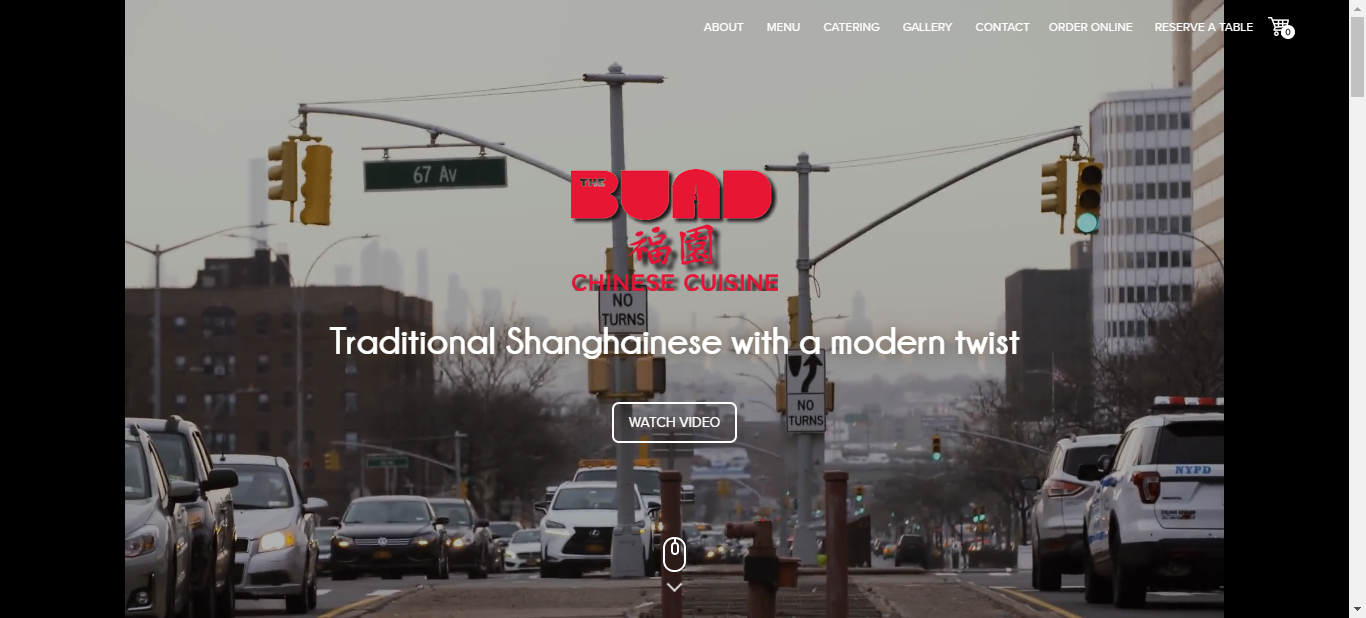 ABOUT MENU CATERING GALLERY CONTACT ORDER ONLINE RESERVE A TABLE
0
67 Av
THE
BUND
福園
CHINESE CUISINE
NO
TURNS
Traditional Shanghainese with a modern twist
NO
TURNS
WATCH VIDEO
NYPD